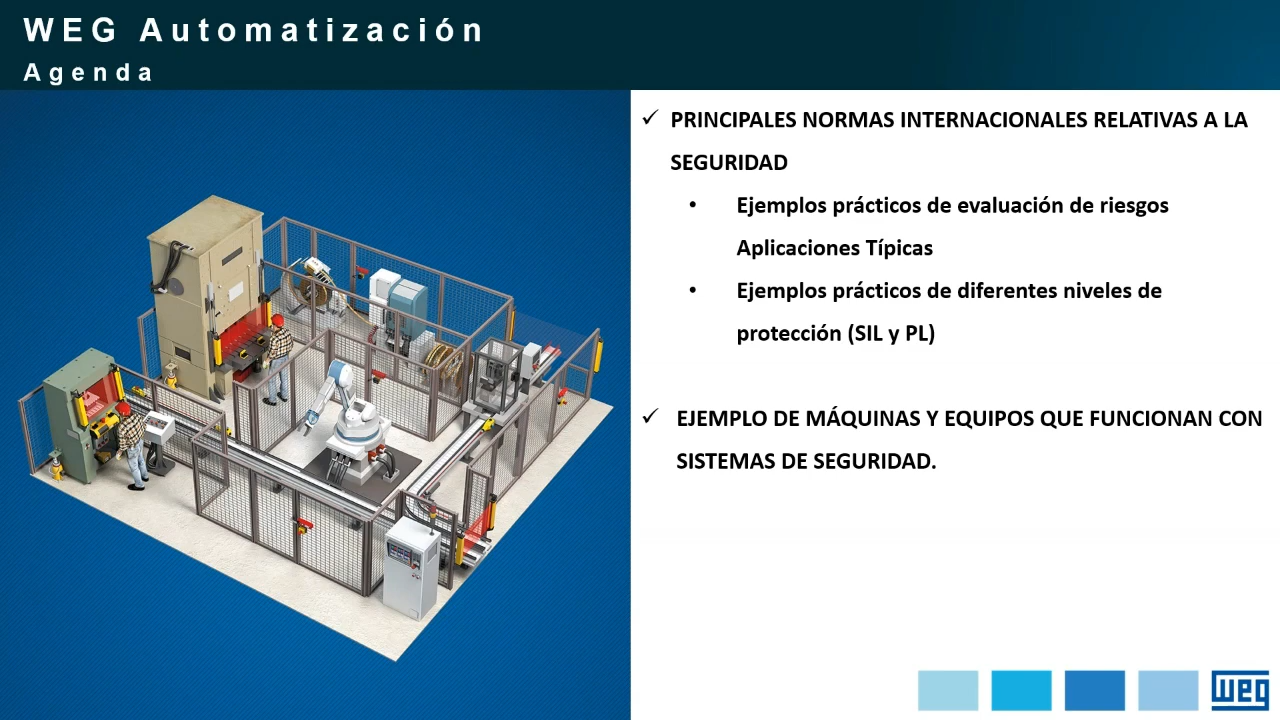 WEG Automatización
Agenda
✓ PRINCIPALES NORMAS INTERNACIONALES RELATIVAS A LA
SEGURIDAD
• Ejemplos prácticos de evaluación de riesgos
Aplicaciones Típicas
• Ejemplos prácticos de diferentes niveles de
protección (SIL y PL)
✓ EJEMPLO DE MÁQUINAS Y EQUIPOS QUE FUNCIONAN CON
SISTEMAS DE SEGURIDAD.
weg